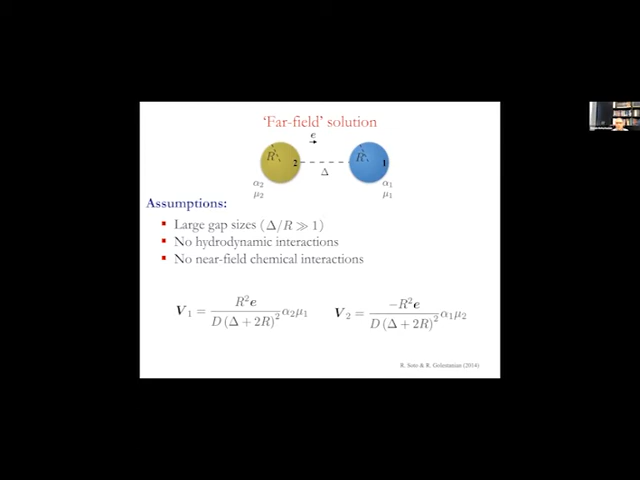 'Far-field' solution
e
R
2
R
1
Δ
α₂
μ₂
α₁
μ₁
Assumptions:
Large gap sizes (Δ/R ≫ 1)
No hydrodynamic interactions
No near-field chemical interactions
V₁ = R²e / D(Δ + 2R)² α₂μ₁
V₂ = −R²e / D(Δ + 2R)² α₁μ₂
R. Soto & R. Golestanian (2014)